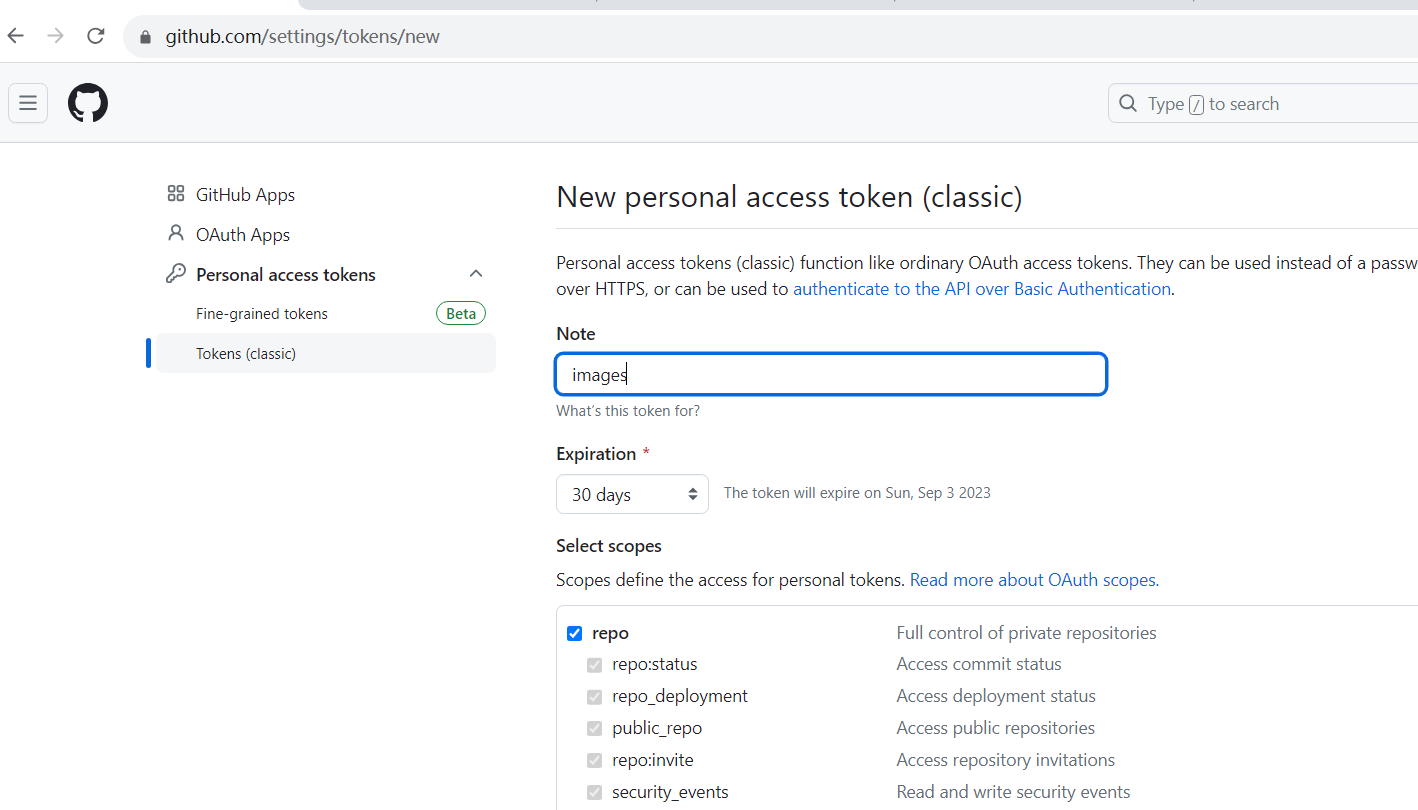 github.com/settings/tokens/new
Type / to search
GitHub Apps
OAuth Apps
Personal access tokens
Fine-grained tokens Beta
Tokens (classic)
New personal access token (classic)
Personal access tokens (classic) function like ordinary OAuth access tokens. They can be used instead of a passw
over HTTPS, or can be used to authenticate to the API over Basic Authentication.
Note
images
What's this token for?
Expiration *
30 days The token will expire on Sun, Sep 3 2023
Select scopes
Scopes define the access for personal tokens. Read more about OAuth scopes.
repo Full control of private repositories
repo:status Access commit status
repo_deployment Access deployment status
public_repo Access public repositories
repo:invite Access repository invitations
security_events Read and write security events